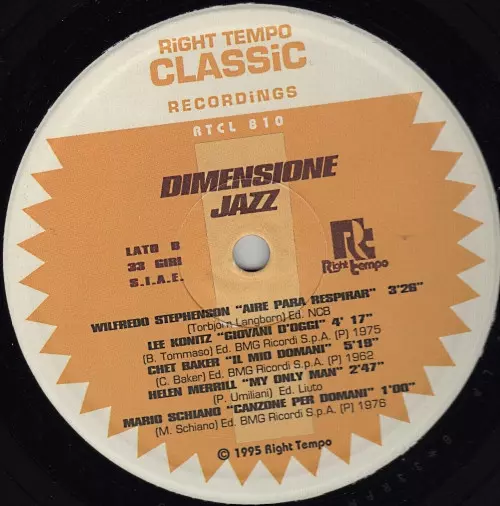 RiGHT TEMPO
CLASSiC
RECORDiNGS
RTCL 810
DIMENSIONE
JAZZ
LATO B
33 GIRI
S.I.A.E.
Rt
Right tempo
WILFREDO STEPHENSON "AIRE PARA RESPIRAR" 3'26"
(Torbjoi n Langborn) Ed. NCB
LEE KONITZ "GIOVANI D'OGGI" 4' 17"
(B. Tommaso) Ed. BMG Ricordi S.p.A. (P) 1975
CHET BAKER "IL MIO DOMANI" 5'19"
(C. Baker) Ed. BMG Ricordi S.p.A. (P) 1962
HELEN MERRILL "MY ONLY MAN" 2'47"
(P. Umiliani) Ed. Liuto
MARIO SCHIANO "CANZONE PER DOMANI" 1'00"
(M. Schiano) Ed. BMG Ricordi S.p.A. (P) 1976
© 1995 Right Tempo